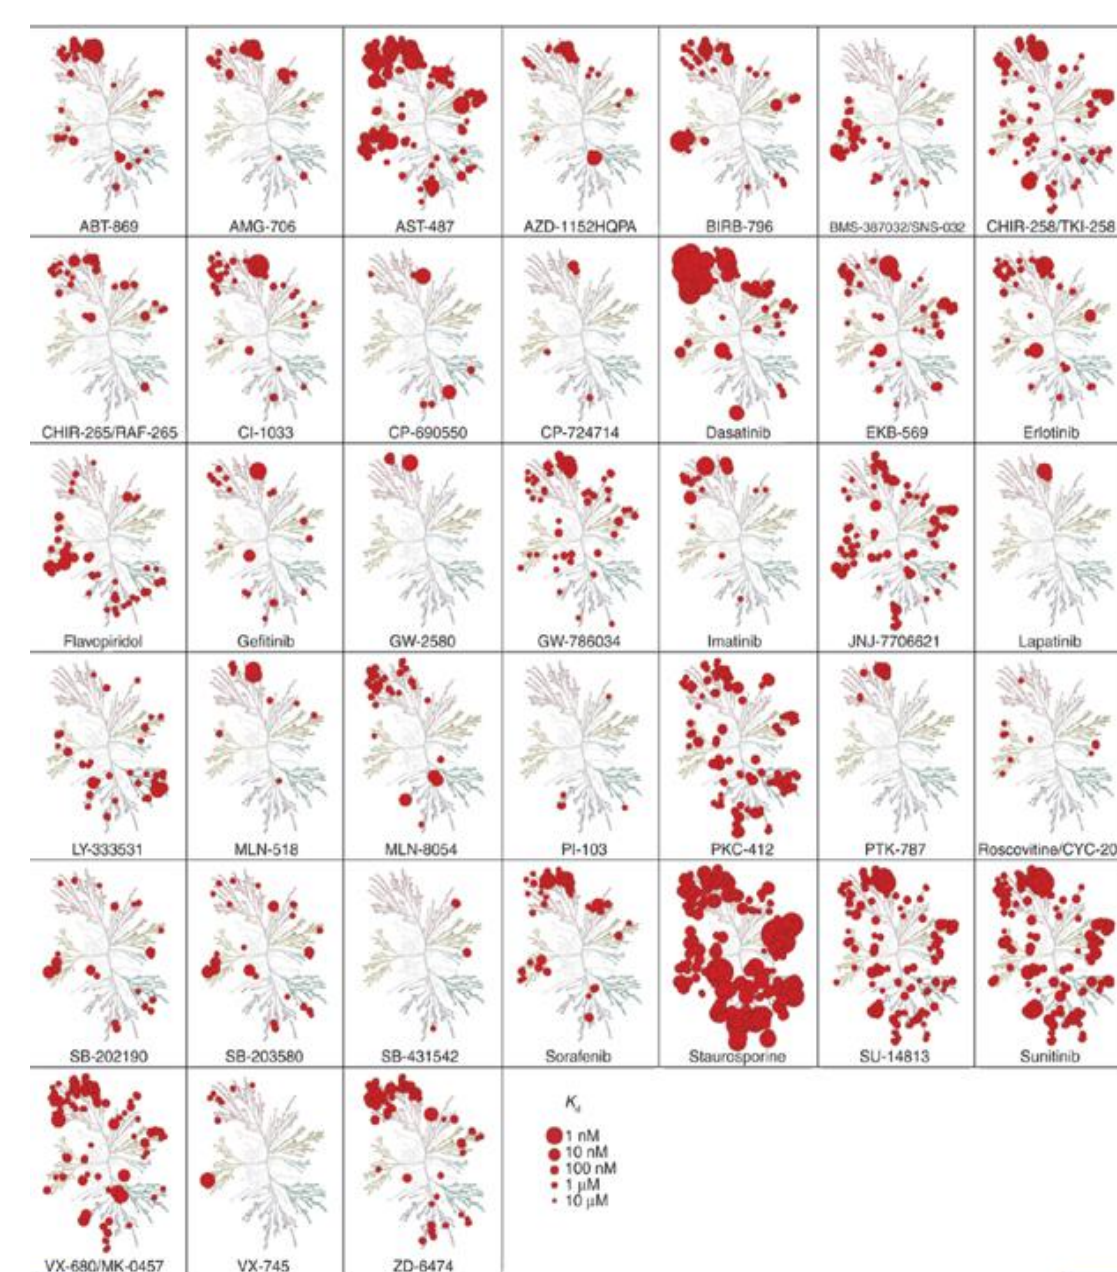 ABT-869
AMG-706
AST-487
AZD-1152HQPA
BIRB-796
BMS-387032/SNS-032
CHIR-258/TKI-258
CHIR-265/RAF-265
CI-1033
CP-690550
CP-724714
Dasatinib
EKB-569
Erlotinib
Flavopiridol
Gefitinib
GW-2580
GW-786034
Imatinib
JNJ-7706621
Lapatinib
LY-333531
MLN-518
MLN-8054
PI-103
PKC-412
PTK-787
Roscovitine/CYC-20
SB-202190
SB-203580
SB-431542
Sorafenib
Staurosporine
SU-14813
Sunitinib
VX-680/MK-0457
VX-745
ZD-6474
Kd
1 nM
10 nM
100 nM
1 µM
10 µM